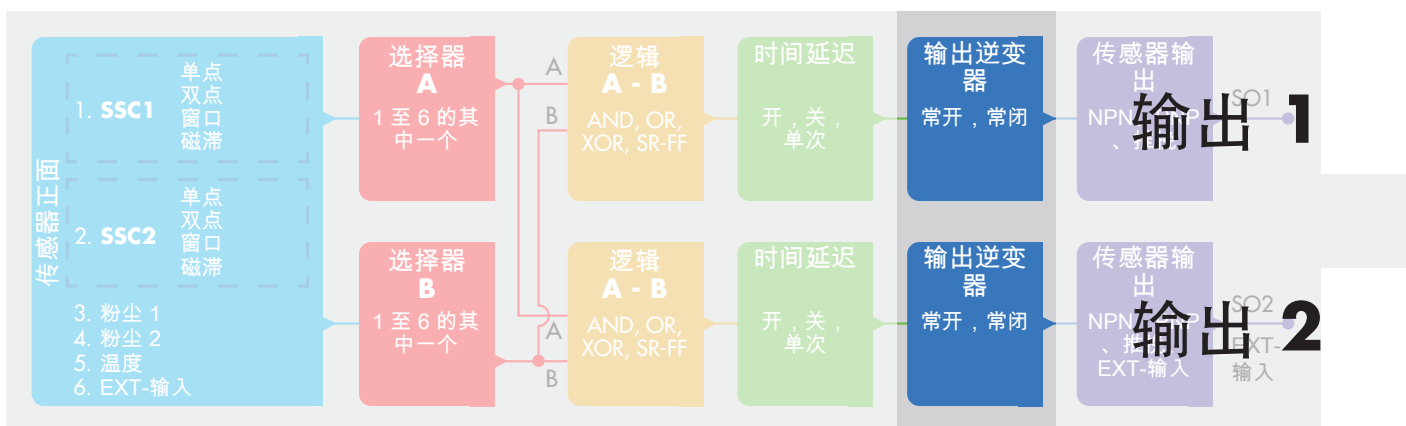 传感器正面
1. SSC1
单点
双点
窗口
磁滞
2. SSC2
单点
双点
窗口
磁滞
3. 粉尘 1
4. 粉尘 2
5. 温度
6. EXT-输入
选择器
A
1 至 6 的其
中一个
A
B
逻辑
A - B
AND, OR,
XOR, SR-FF
时间延迟
开，关，
单次
输出逆变
器
常开，常闭
传感器输
出
SO1
输出 1
选择器
B
1 至 6 的其
中一个
A
B
逻辑
A - B
AND, OR,
XOR, SR-FF
时间延迟
开，关，
单次
输出逆变
器
常开，常闭
传感器输
出
EXT-输入
SO2
EXT-
输入
输出 2